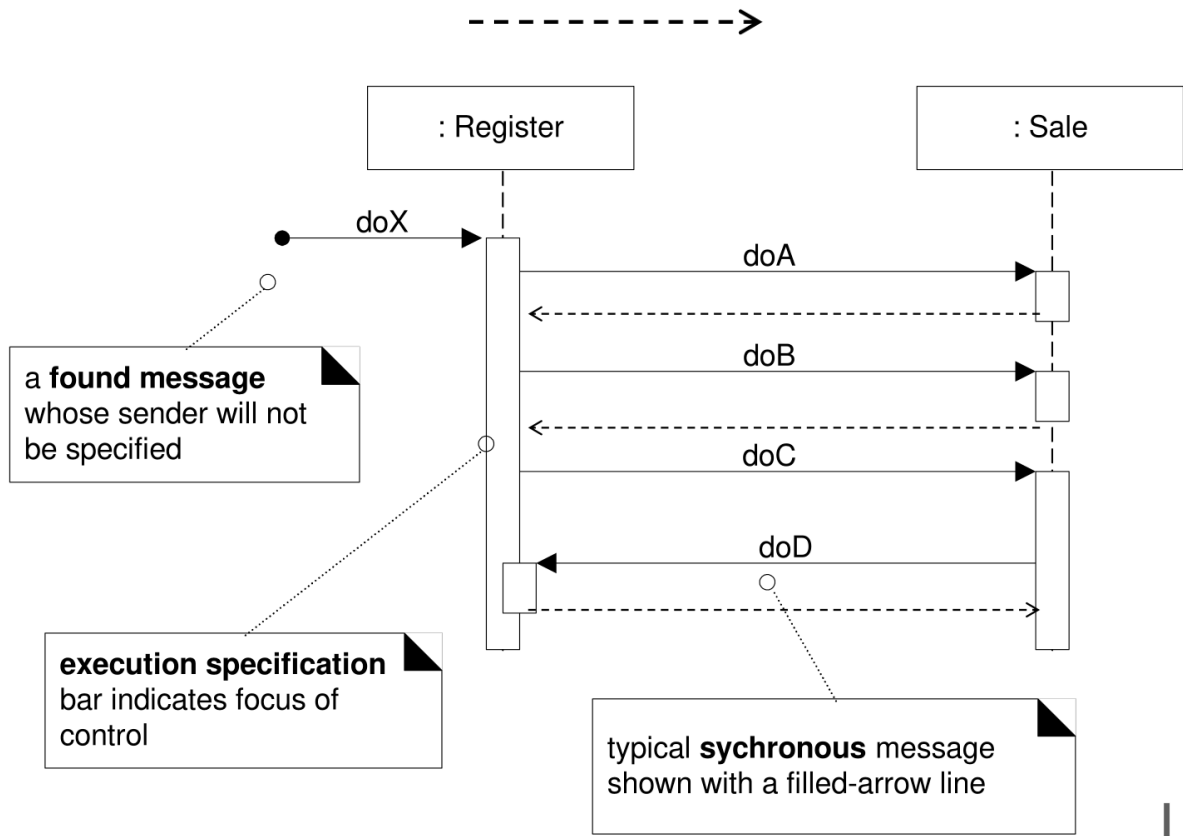 : Register
: Sale
doX
doA
a found message
whose sender will not
be specified
doB
doC
doD
execution specification
bar indicates focus of
control
typical sychronous message
shown with a filled-arrow line